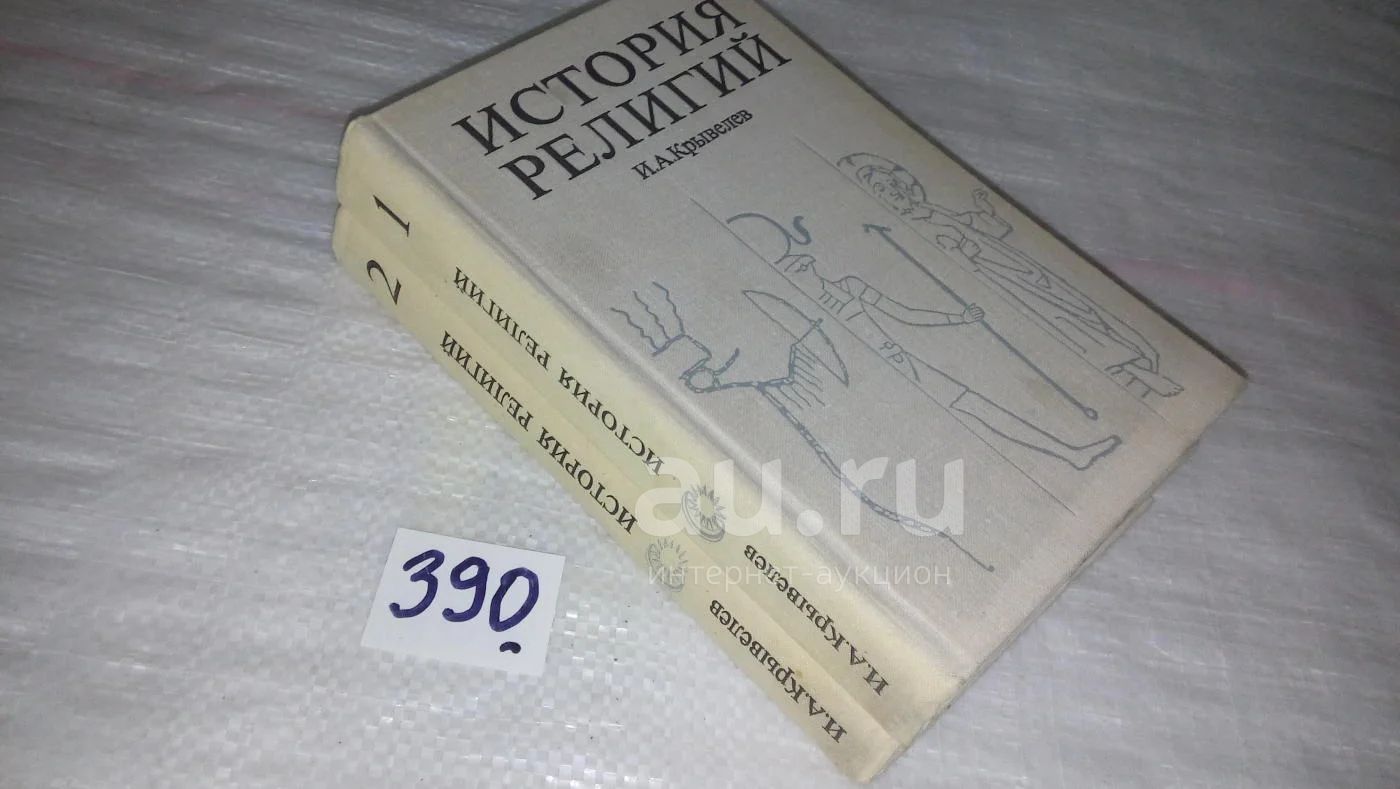 ИСТОРИЯ
РЕЛИГИЙ
И.А.Крывелев
1
ИСТОРИЯ РЕЛИГИЙ
И.А.Крывелев
2
ИСТОРИЯ РЕЛИГИЙ
И.А.Крывелев
390
au.ru
интернет-аукцион